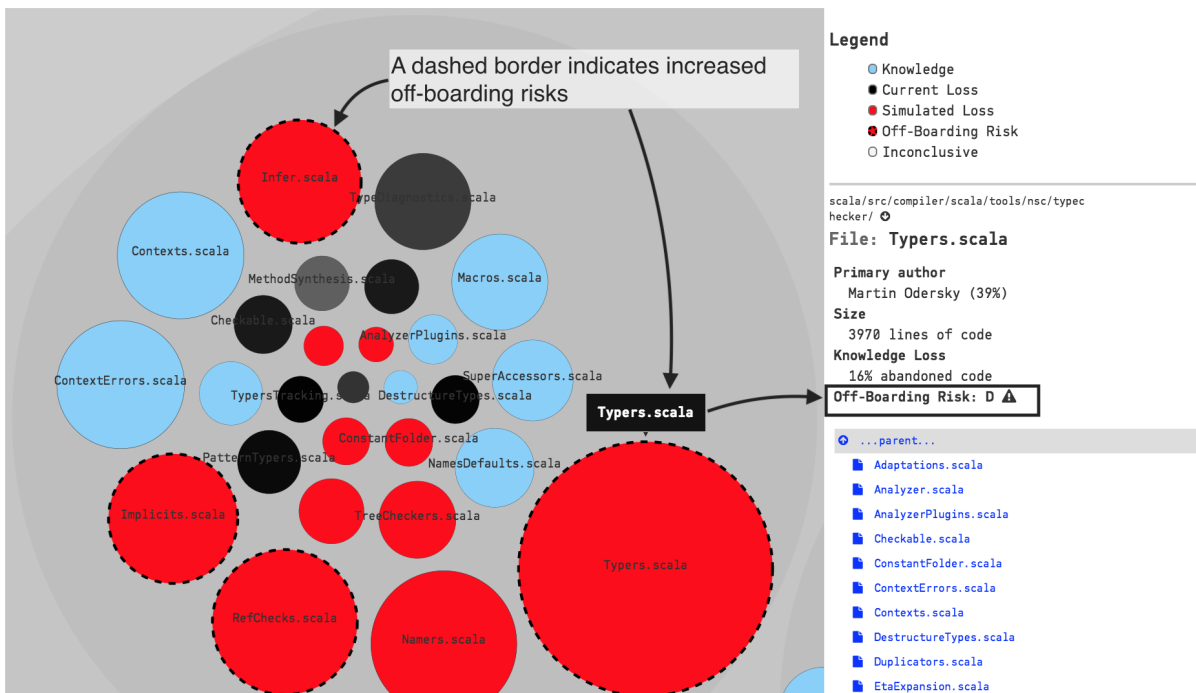 A dashed border indicates increased
off-boarding risks
Infer.scala
TypeDiagnostics.scala
Contexts.scala
MethodSynthesis.scala
Macros.scala
Checkable.scala
AnalyzerPlugins.scala
ContextErrors.scala
SuperAccessors.scala
TypersTracking.scala
DestructureTypes.scala
Typers.scala
ConstantFolder.scala
PatternTypers.scala
NamesDefaults.scala
Implicits.scala
TreeCheckers.scala
Typers.scala
RefChecks.scala
Namers.scala
Legend
Knowledge
Current Loss
Simulated Loss
Off-Boarding Risk
Inconclusive
scala/src/compiler/scala/tools/nsc/typec
hecker/
File: Typers.scala
Primary author
Martin Odersky (39%)
Size
3970 lines of code
Knowledge Loss
16% abandoned code
Off-Boarding Risk: D
...parent...
Adaptations.scala
Analyzer.scala
AnalyzerPlugins.scala
Checkable.scala
ConstantFolder.scala
ContextErrors.scala
Contexts.scala
DestructureTypes.scala
Duplicators.scala
EtaExpansion.scala